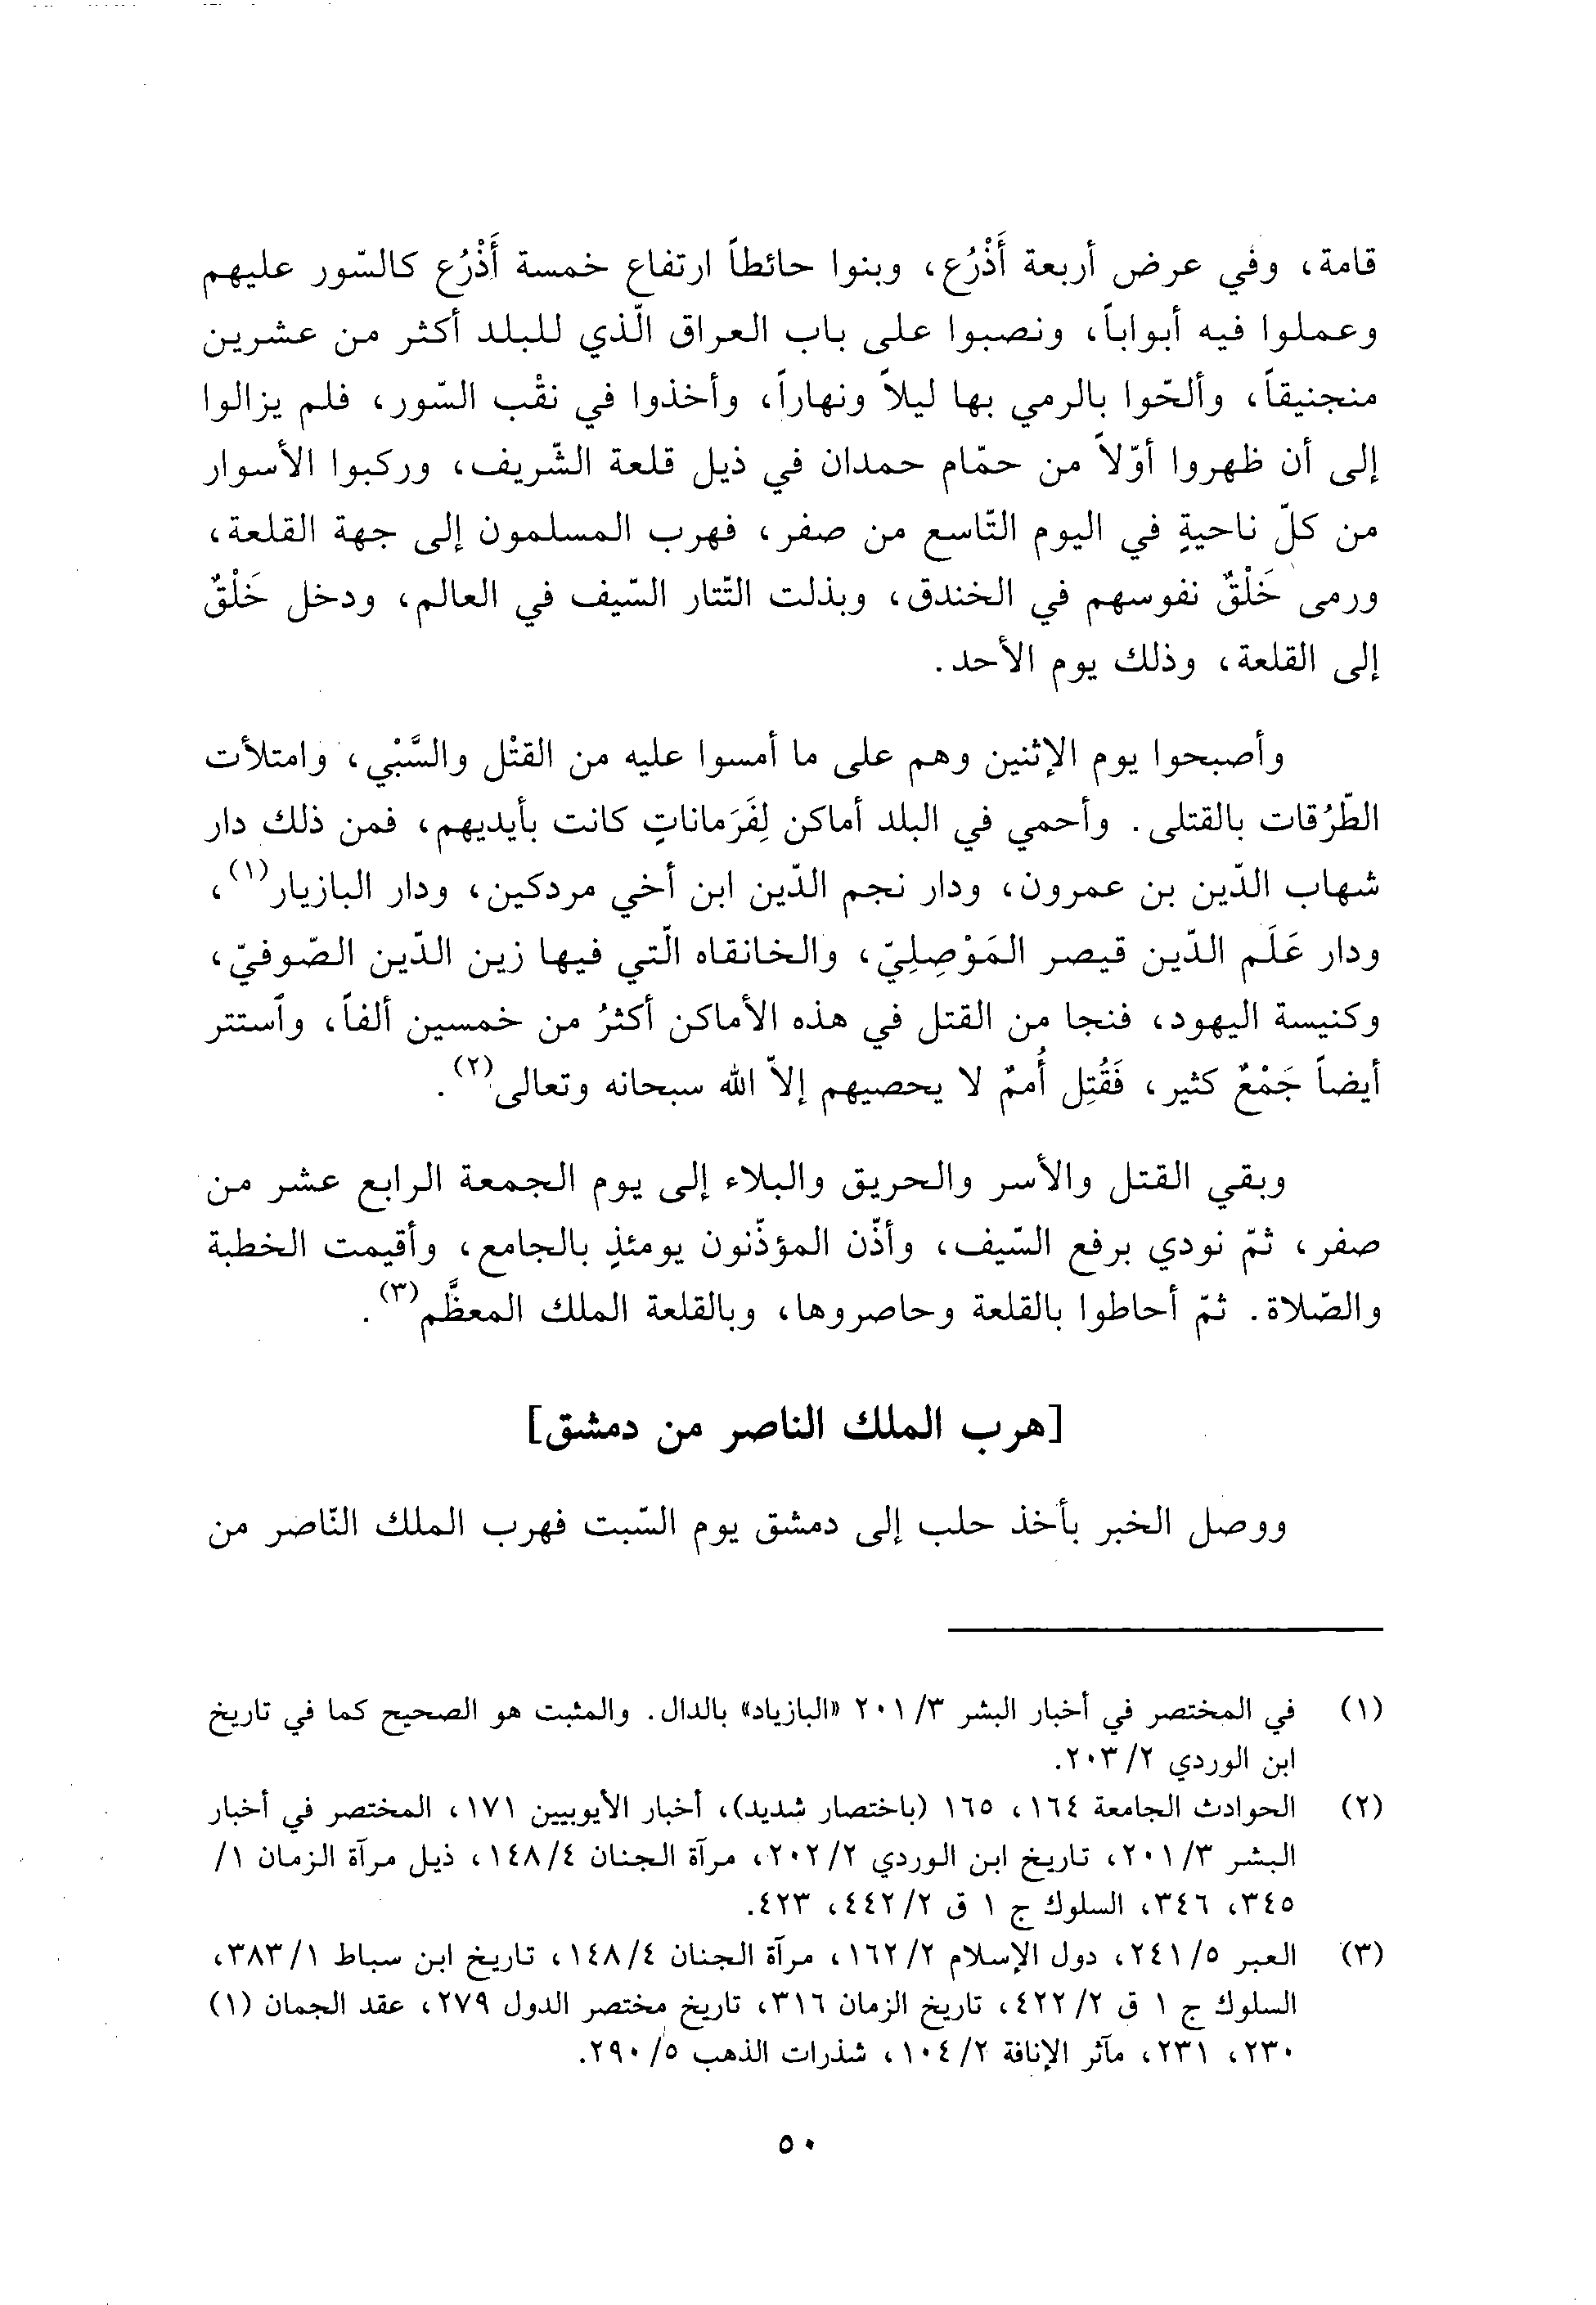 قامة، وفي عرض أربعة أَذْرُع، وبنوا حائطاً ارتفاع خمسة أَذْرُع كالسّور عليهم
وعملوا فيه أبواباً، ونصبوا على باب العراق الّذي للبلد أكثر من عشرين
منجنيقاً، وألحّوا بالرمي بها ليلاً ونهاراً، وأخذوا في نقْب السّور، فلم يزالوا
إلى أن ظهروا أوّلاً من حمّام حمدان في ذيل قلعة الشّريف، وركبوا الأسوار
من كلّ ناحيةٍ في اليوم التّاسع من صفر، فهرب المسلمون إلى جهة القلعة،
ورمى خَلْقٌ نفوسهم في الخندق، وبذلت التّتار السّيف في العالم، ودخل خَلْقٌ
إلى القلعة، وذلك يوم الأحد.
وأصبحوا يوم الإثنين وهم على ما أمسوا عليه من القتْل والسَّبْي، وامتلأت
الطّرُقات بالقتلى. وأحمي في البلد أماكن لِفَرَماناتٍ كانت بأيديهم، فمن ذلك دار
شهاب الدّين بن عمرون، ودار نجم الدّين ابن أخي مردكين، ودار البازيار(١)،
ودار عَلَم الدّين قيصر المَوْصِلِيّ، والخانقاه الّتي فيها زين الدّين الصّوفيّ،
وكنيسة اليهود، فنجا من القتل في هذه الأماكن أكثرُ من خمسين ألفاً، وٱستتر
أيضاً جَمْعٌ كثير، فَقُتِل أُممٌ لا يحصيهم إلاّ الله سبحانه وتعالى(٢).
وبقي القتل والأسر والحريق والبلاء إلى يوم الجمعة الرابع عشر من
صفر، ثمّ نودي برفع السّيف، وأذّن المؤذّنون يومئذٍ بالجامع، وأقيمت الخطبة
والصّلاة. ثمّ أحاطوا بالقلعة وحاصروها، وبالقلعة الملك المعظَّم(٣).
[هرب الملك الناصر من دمشق]
ووصل الخبر بأخذ حلب إلى دمشق يوم السّبت فهرب الملك النّاصر من
(١) في المختصر في أخبار البشر ٣/ ٢٠١ «البازياد» بالدال. والمثبت هو الصحيح كما في تاريخ
ابن الوردي ٢/ ٢٠٣.
(٢) الحوادث الجامعة ١٦٤، ١٦٥ (باختصار شديد)، أخبار الأيوبيين ١٧١، المختصر في أخبار
البشر ٣/ ٢٠١، تاريخ ابن الوردي ٢/ ٢٠٢، مرآة الجنان ٤/ ١٤٨، ذيل مرآة الزمان ١/
٣٤٥، ٣٤٦، السلوك ج ١ ق ٢/ ٤٤٢، ٤٢٣.
(٣) العبر ٥/ ٢٤١، دول الإسلام ٢/ ١٦٢، مرآة الجنان ٤/ ١٤٨، تاريخ ابن سباط ١/ ٣٨٣،
السلوك ج ١ ق ٢/ ٤٢٢، تاريخ الزمان ٣١٦، تاريخ مختصر الدول ٢٧٩، عقد الجمان (١)
٢٣٠، ٢٣١، مآثر الإنافة ٢/ ١٠٤، شذرات الذهب ٥/ ٢٩٠.
٥٠